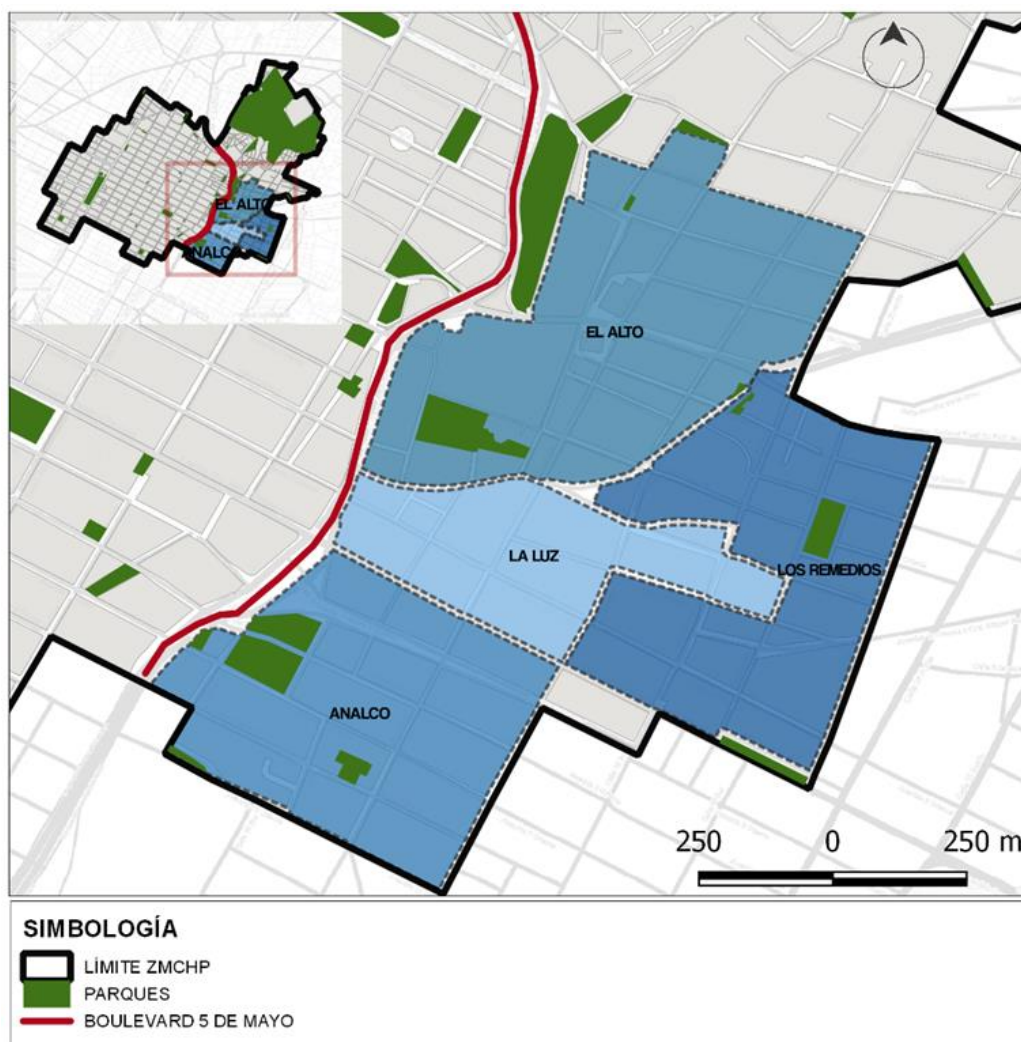 EL ALTO
ANALCO
EL ALTO
LA LUZ
LOS REMEDIOS
ANALCO
250 0 250 m
SIMBOLOGÍA
LÍMITE ZMCHP
PARQUES
BOULEVARD 5 DE MAYO